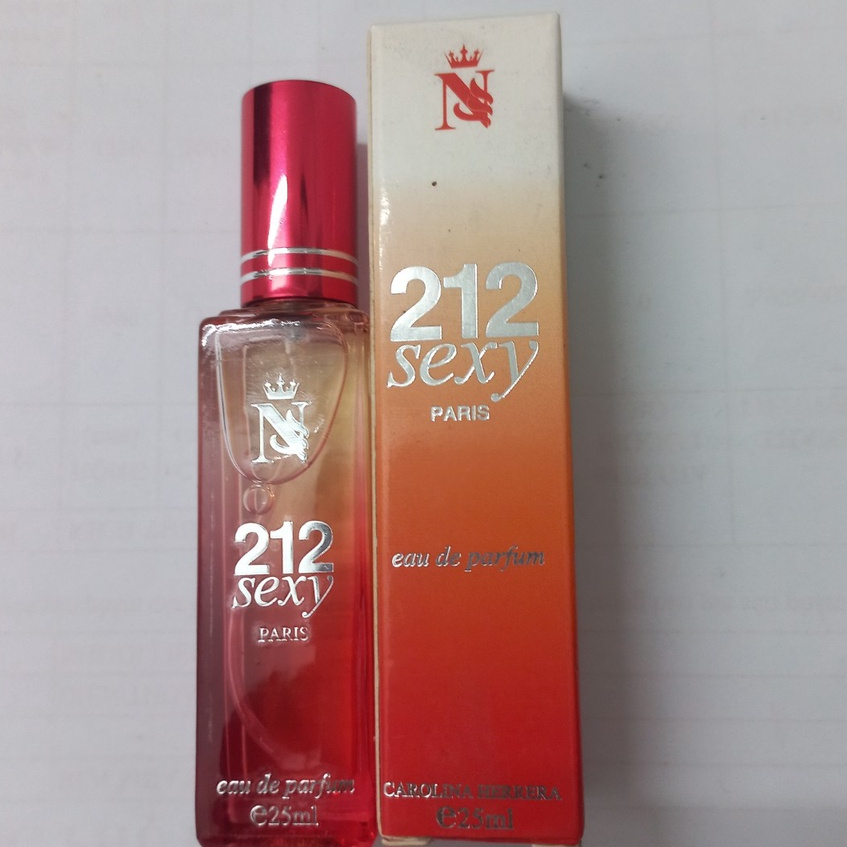 NS
212
sexy
PARIS
eau de parfum
e25ml
NS
212
sexy
PARIS
eau de parfum
CAROLINA HERRERA
e25ml